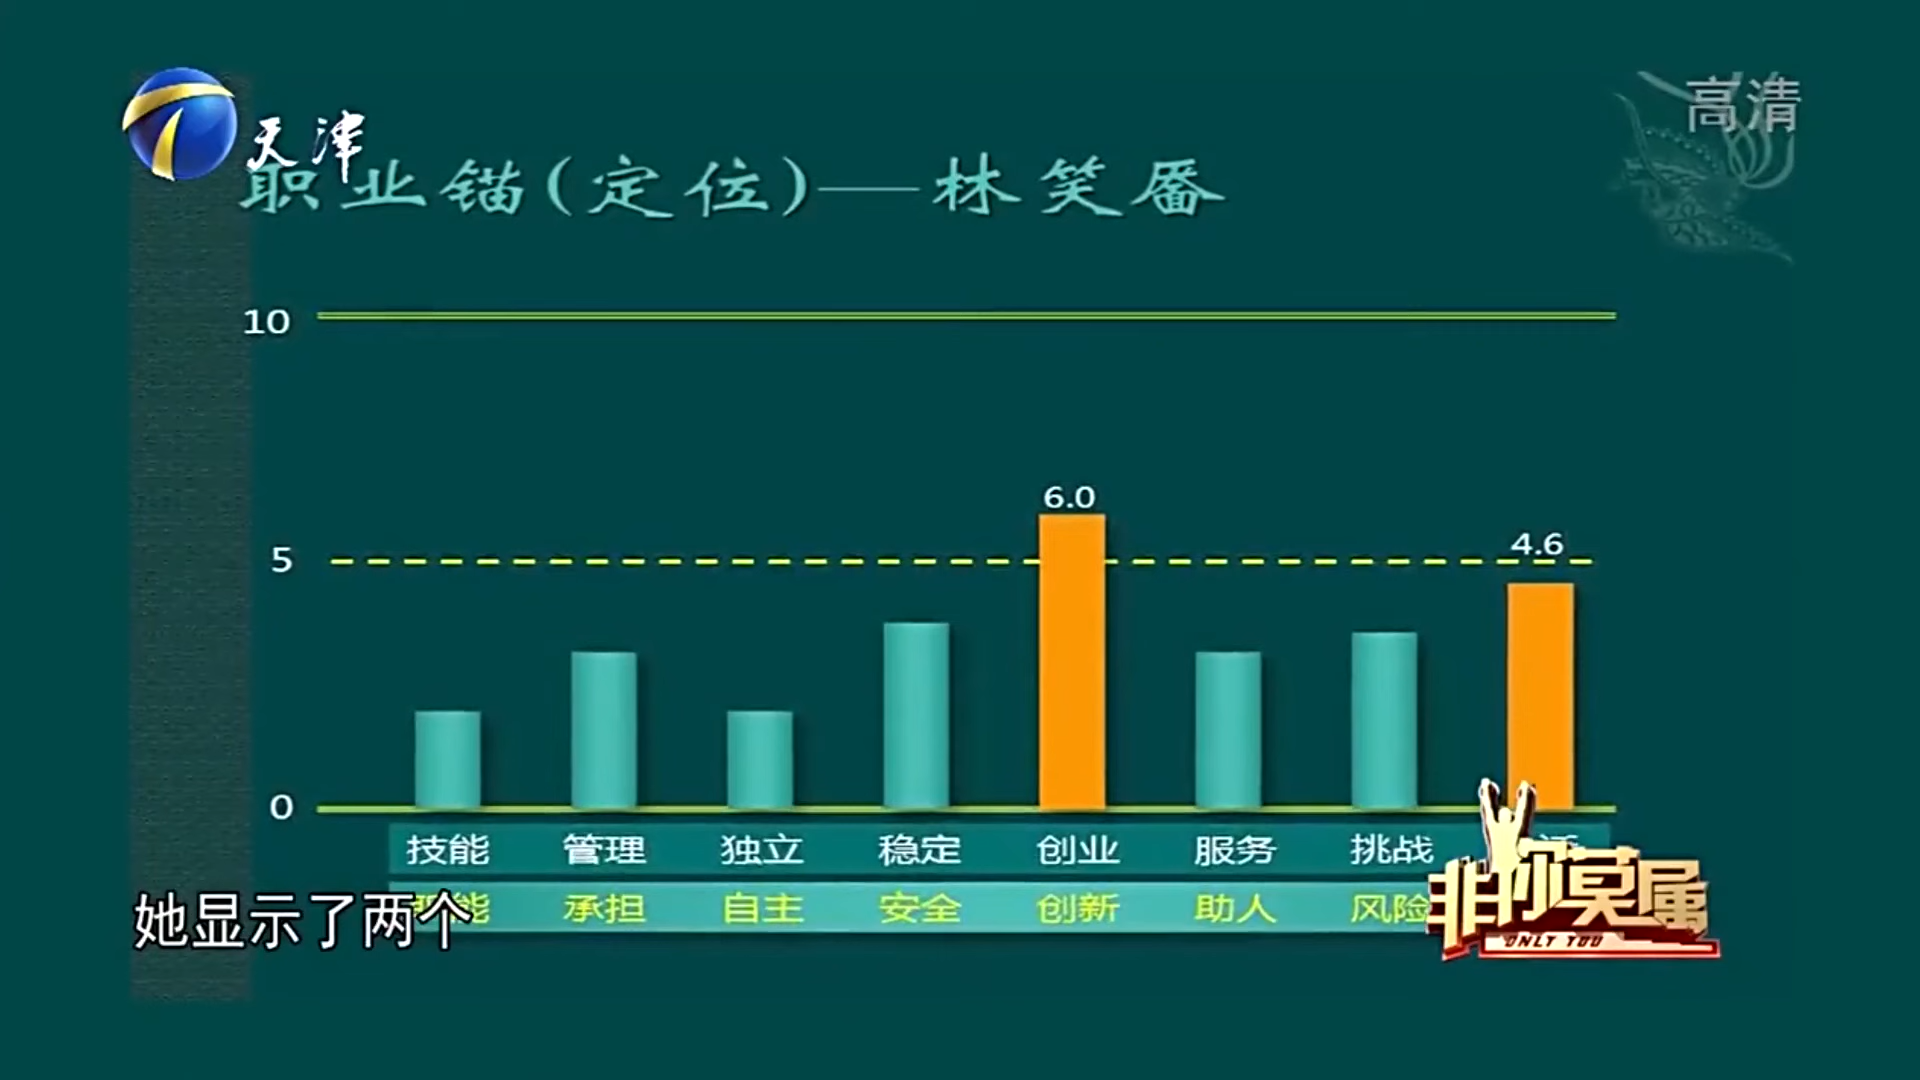 天津
高清
职业锚(定位)——林笑靥
10
6.0
4.6
5
0
技能 管理 独立 稳定 创业 服务 挑战
承担 自主 安全 创新 助人 风险
她显示了两个
非你莫属
ONLY YOU